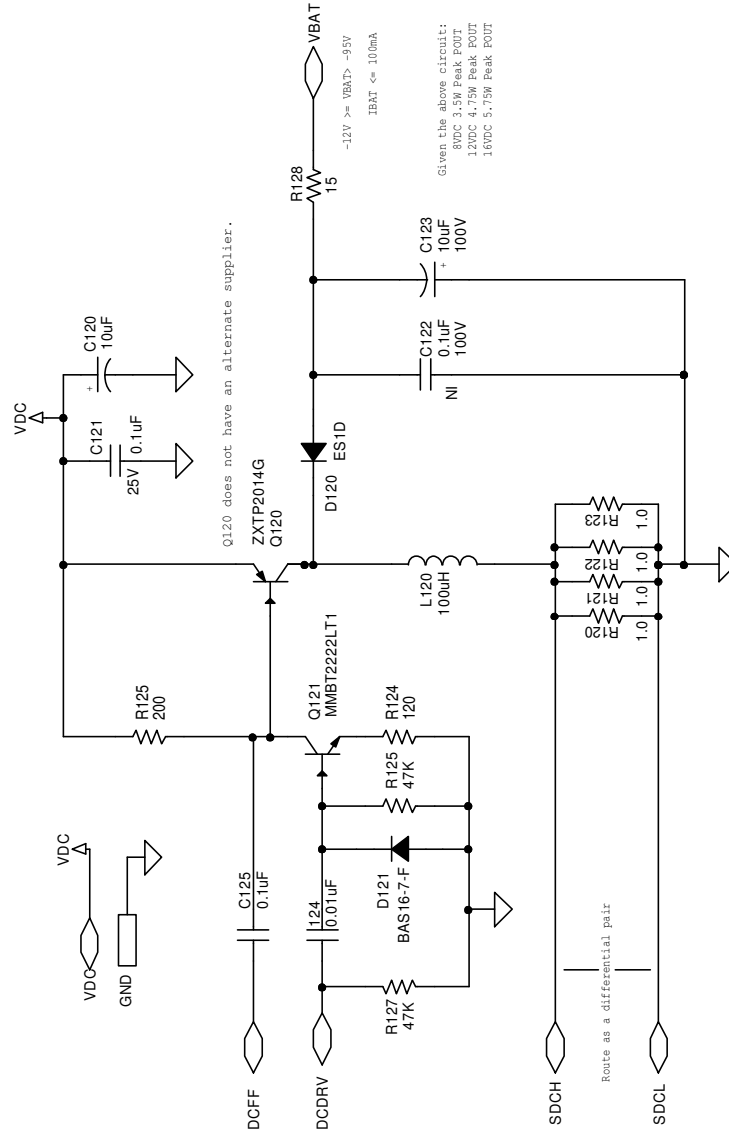 VDC
VDC
GND
DCFF
DCDRV
SDCH
SDCL
Route as a differential pair
C125
0.1uF
124
0.01uF
R127
47K
D121
BAS16-7-F
R125
47K
R124
120
Q121
MMBT2222LT1
R125
200
VDC
C121
25V
0.1uF
C120
10uF
+
Q120 does not have an alternate supplier.
ZXTP2014G
Q120
D120
ES1D
L120
100uH
R120
1.0
R121
1.0
R122
1.0
R123
1.0
C122
0.1uF
100V
NI
C123
10uF
100V
+
R128
15
VBAT
-12V >= VBAT> -95V
IBAT <= 100mA
Given the above circuit:
8VDC 3.5W Peak POUT
12VDC 4.75W Peak POUT
16VDC 5.75W Peak POUT